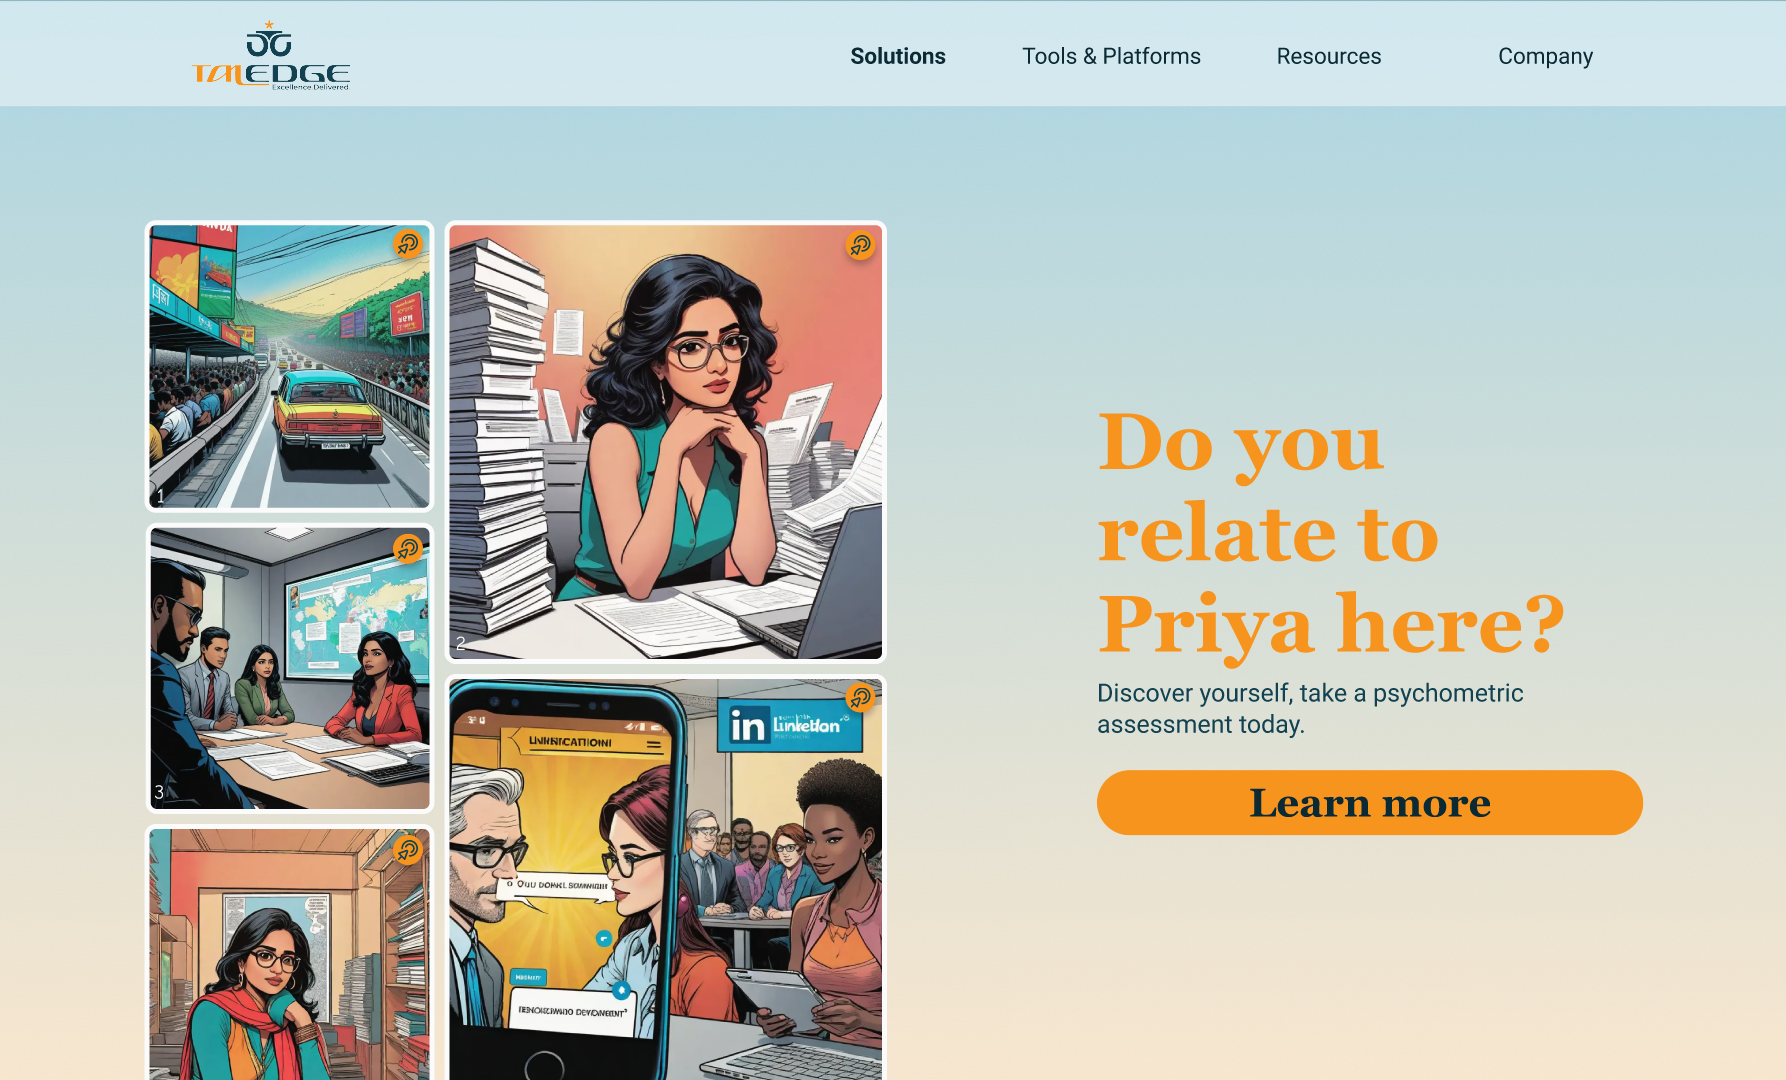 TALEDGE
Excellence Delivered.
Solutions
Tools & Platforms
Resources
Company
1
2
3
in
Do you
relate to
Priya here?
Discover yourself, take a psychometric
assessment today.
Learn more